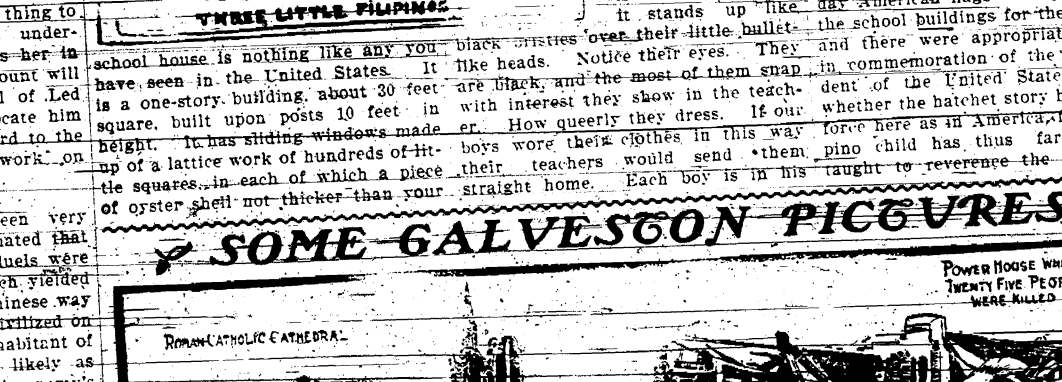 thing to
under-
s her in
ount will
l of Led
cate him
rd to the
work on
een very
nated that
duels were
ch yielded
hinese way
ivilized on
habitant of
likely as
THREE LITTLE FILIPINOS
school house is nothing like any you
have seen in the United States. It
is a one-story building, about 30 feet
square, built upon posts 10 feet in
height. It has sliding windows made
up of a lattice work of hundreds of lit-
tle squares, in each of which a piece
of oyster shell not thicker than your
it stands up like
black bristles over their little bullet-
like heads. Notice their eyes. They
are black, and the most of them snap
with interest they show in the teach-
er. How queerly they dress. If our
boys wore their clothes in this way
their teachers would send them
straight home. Each boy is in his
day American
the school buildings for the
and there were appropriat
in commemoration of the
dent of the United State
whether the hatchet story
force here as in America,
pino child has thus far
taught to reverence the
SOME GALVESTON PICTURES
ROMAN CATHOLIC CATHEDRAL
POWER HOUSE WH
TWENTY FIVE PEOP
WERE KILLED